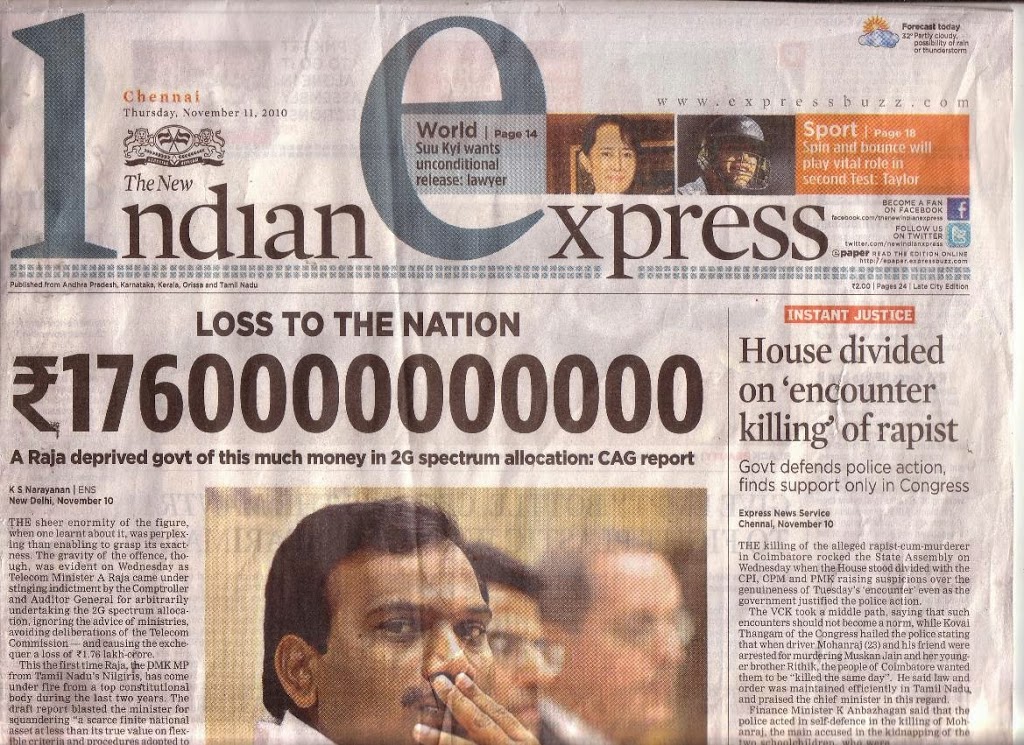 Forecast today
32° Partly cloudy,
possibility of rain
or thunderstorm
Chennai
Thursday, November 11, 2010
www.expressbuzz.com
World | Page 14
Suu Kyi wants
unconditional
release: lawyer
Sport | Page 18
Spin and bounce will
play vital role in
second Test: Taylor
The New
Indian express
BECOME A FAN
ON FACEBOOK
facebook.com/thenewindianexpress
FOLLOW US
ON TWITTER
twitter.com/newindianexpress
epaper READ THE EDITION ONLINE
http://epaper.expressbuzz.com
Published from Andhra Pradesh, Karnataka, Kerala, Orissa and Tamil Nadu
₹2.00 | Pages 24 | Late City Edition
LOSS TO THE NATION
₹1760000000000
A Raja deprived govt of this much money in 2G spectrum allocation: CAG report
K S Narayanan | ENS
New Delhi, November 10
THE sheer enormity of the figure,
when one learnt about it, was perplex-
ing than enabling to grasp its exact-
ness. The gravity of the offence, tho-
ugh, was evident on Wednesday as
Telecom Minister A Raja came under
stinging indictment by the Comptroller
and Auditor General for arbitrarily
undertaking the 2G spectrum alloca-
tion, ignoring the advice of ministries,
avoiding deliberations of the Telecom
Commission — and causing the exche-
quer a loss of ₹1.76 lakh-crore.
This the first time Raja, the DMK MP
from Tamil Nadu's Nilgiris, has come
under fire from a top constitutional
body during the last two years. The
draft report blasted the minister for
squandering "a scarce finite national
asset at less than its true value on flex-
ible criteria and procedures adopted to
INSTANT JUSTICE
House divided
on 'encounter
killing' of rapist
Govt defends police action,
finds support only in Congress
Express News Service
Chennai, November 10
THE killing of the alleged rapist-cum-murderer
in Coimbatore rocked the State Assembly on
Wednesday when the House stood divided with the
CPI, CPM and PMK raising suspicious over the
genuineness of Tuesday's 'encounter' even as the
government justified the police action.
The VCK took a middle path, saying that such
encounters should not become a norm, while Kovai
Thangam of the Congress hailed the police stating
that when driver Mohanraj (23) and his friend were
arrested for murdering Muskan Jain and her young-
er brother Rithik, the people of Coimbatore wanted
them to be "killed the same day". He said law and
order was maintained efficiently in Tamil Nadu
and praised the chief minister in this regard.
Finance Minister K Anbazhagan said that the
police acted in self-defence in the killing of Moh-
anraj, the main accused in the kidnapping of the
two schoolchildren, who were